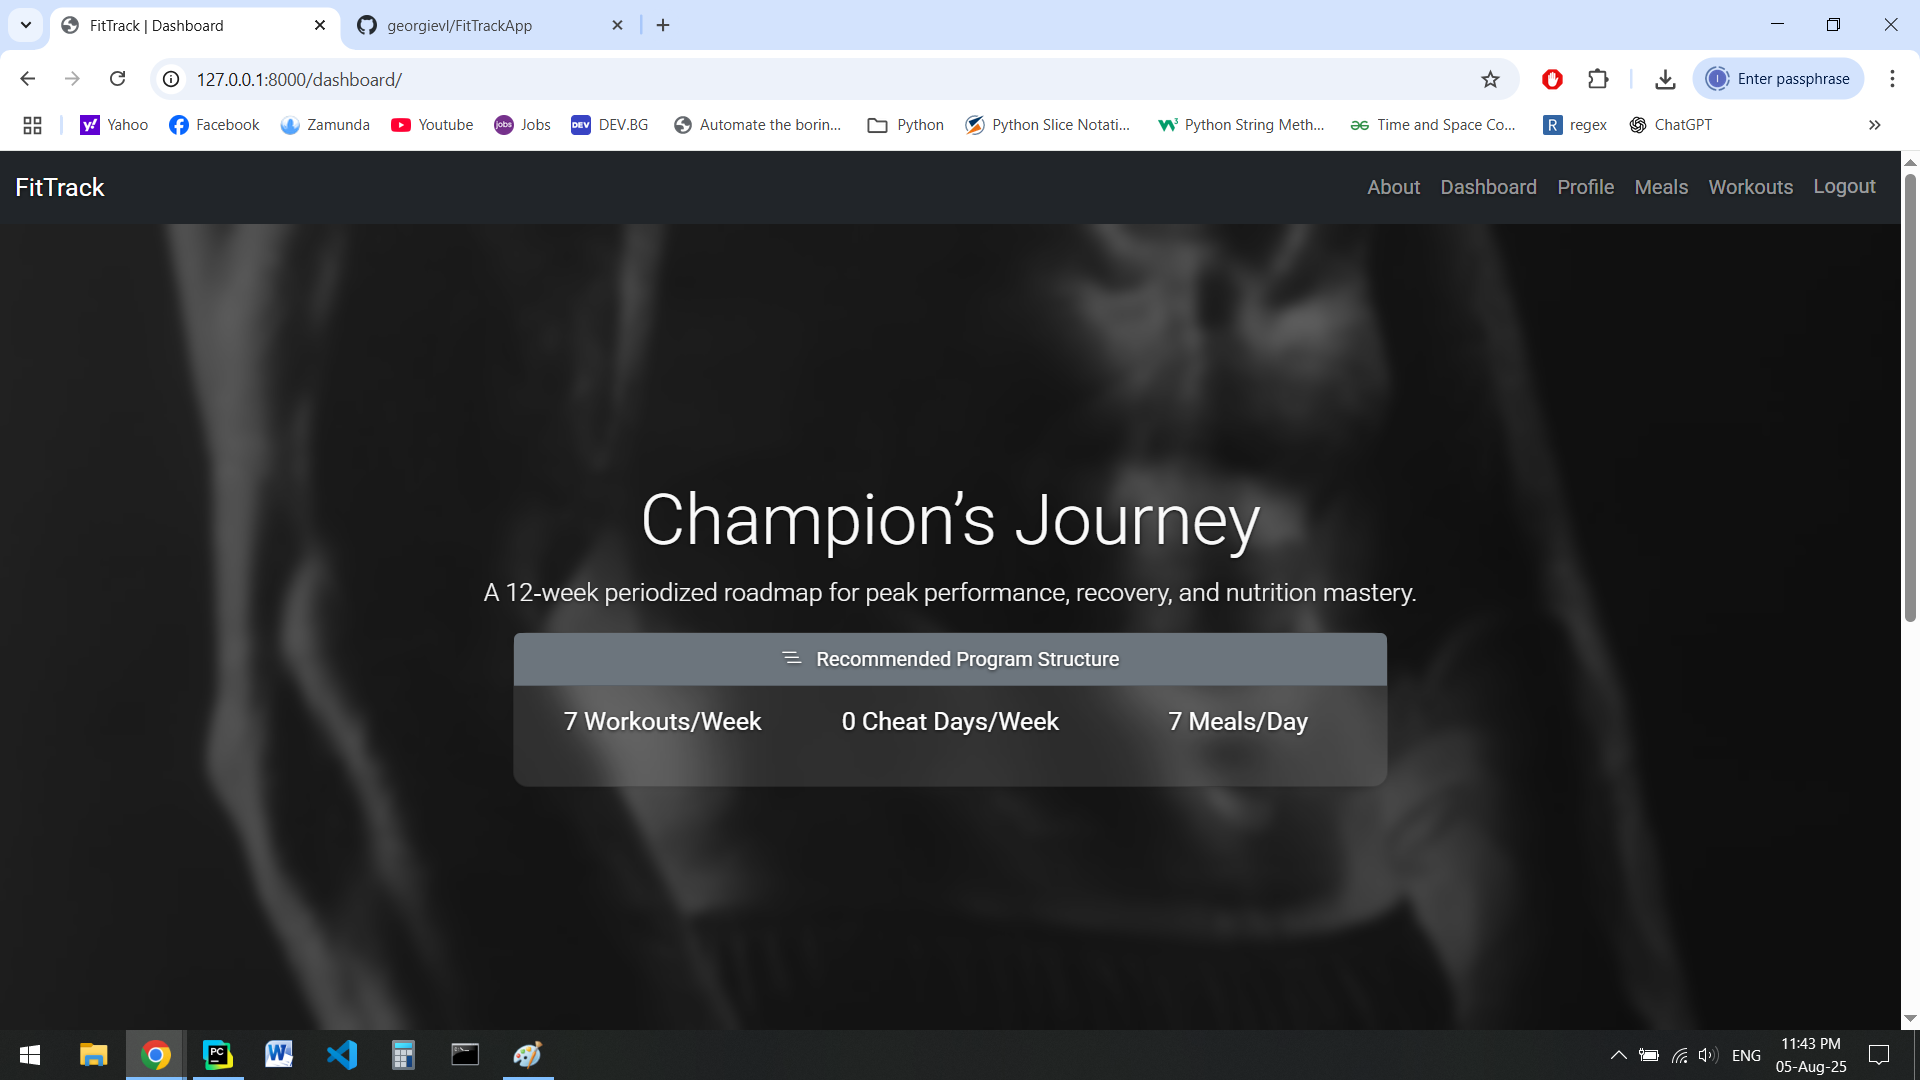 FitTrack | Dashboard
georgievl/FitTrackApp
127.0.0.1:8000/dashboard/
Enter passphrase
Yahoo
Facebook
Zamunda
Youtube
Jobs
DEV.BG
Automate the borin...
Python
Python Slice Notati...
Python String Meth...
Time and Space Co...
regex
ChatGPT
FitTrack
About
Dashboard
Profile
Meals
Workouts
Logout
Champion’s Journey
A 12-week periodized roadmap for peak performance, recovery, and nutrition mastery.
Recommended Program Structure
7 Workouts/Week
0 Cheat Days/Week
7 Meals/Day
ENG
11:43 PM
05-Aug-25